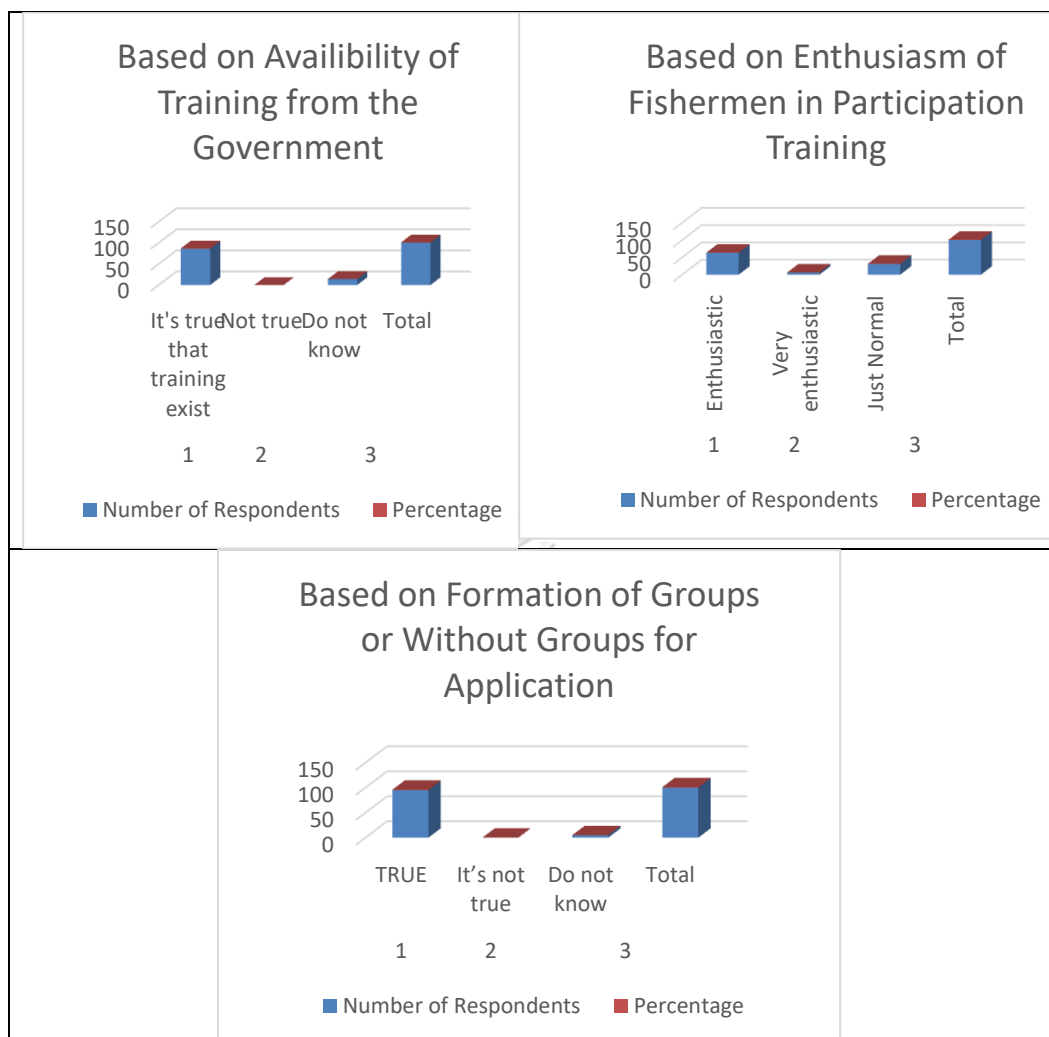 Based on Availibility of
Training from the
Government
150
100
50
0
It's true
that
training
exist
Not true
Do not
know
Total
1
2
3
Number of Respondents
Percentage
Based on Enthusiasm of
Fishermen in Participation
Training
150
100
50
0
Enthusiastic
Very
enthusiastic
Just Normal
Total
1
2
3
Number of Respondents
Percentage
Based on Formation of Groups
or Without Groups for
Application
150
100
50
0
TRUE
It’s not
true
Do not
know
Total
1
2
3
Number of Respondents
Percentage